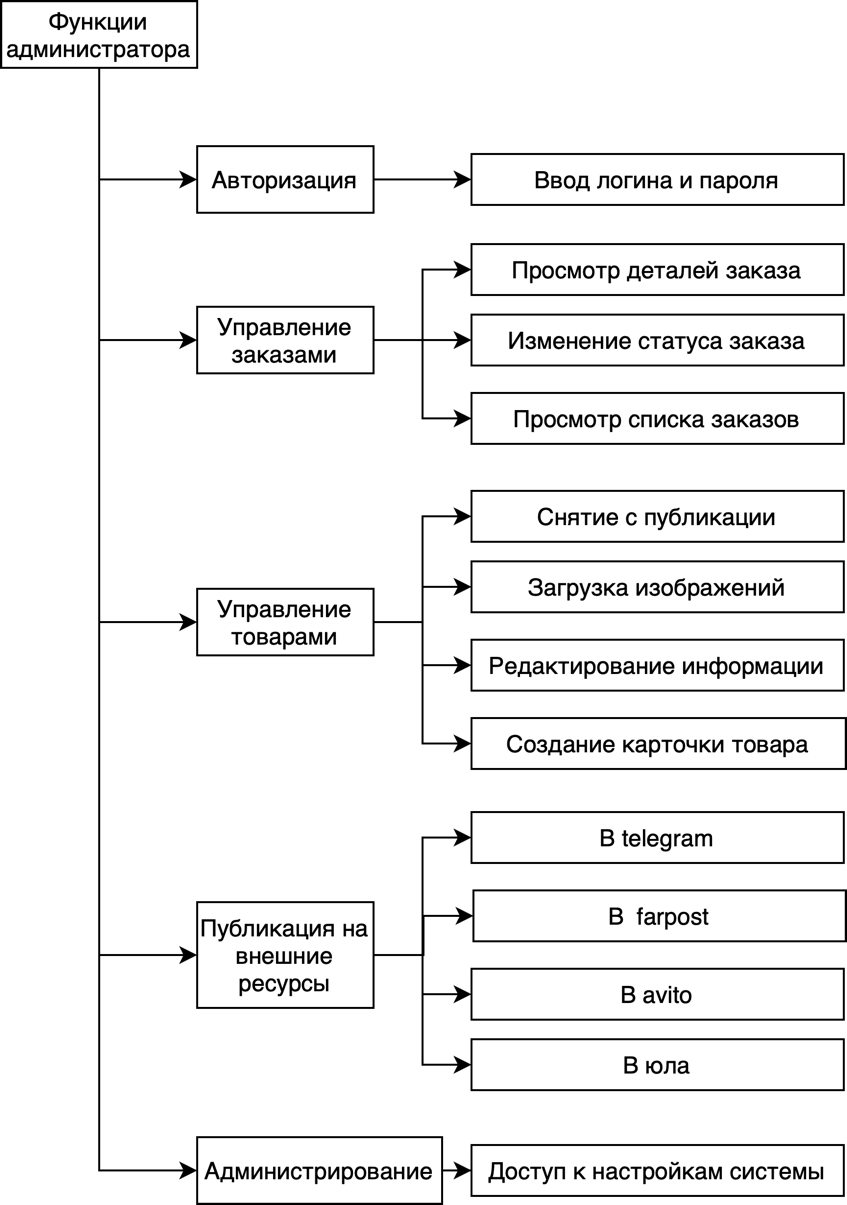 Функции
администратора
Авторизация
Ввод логина и пароля
Управление
заказами
Просмотр деталей заказа
Изменение статуса заказа
Просмотр списка заказов
Управление
товарами
Снятие с публикации
Загрузка изображений
Редактирование информации
Создание карточки товара
Публикация на
внешние
ресурсы
В telegram
В farpost
В avito
В юла
Администрирование
Доступ к настройкам системы